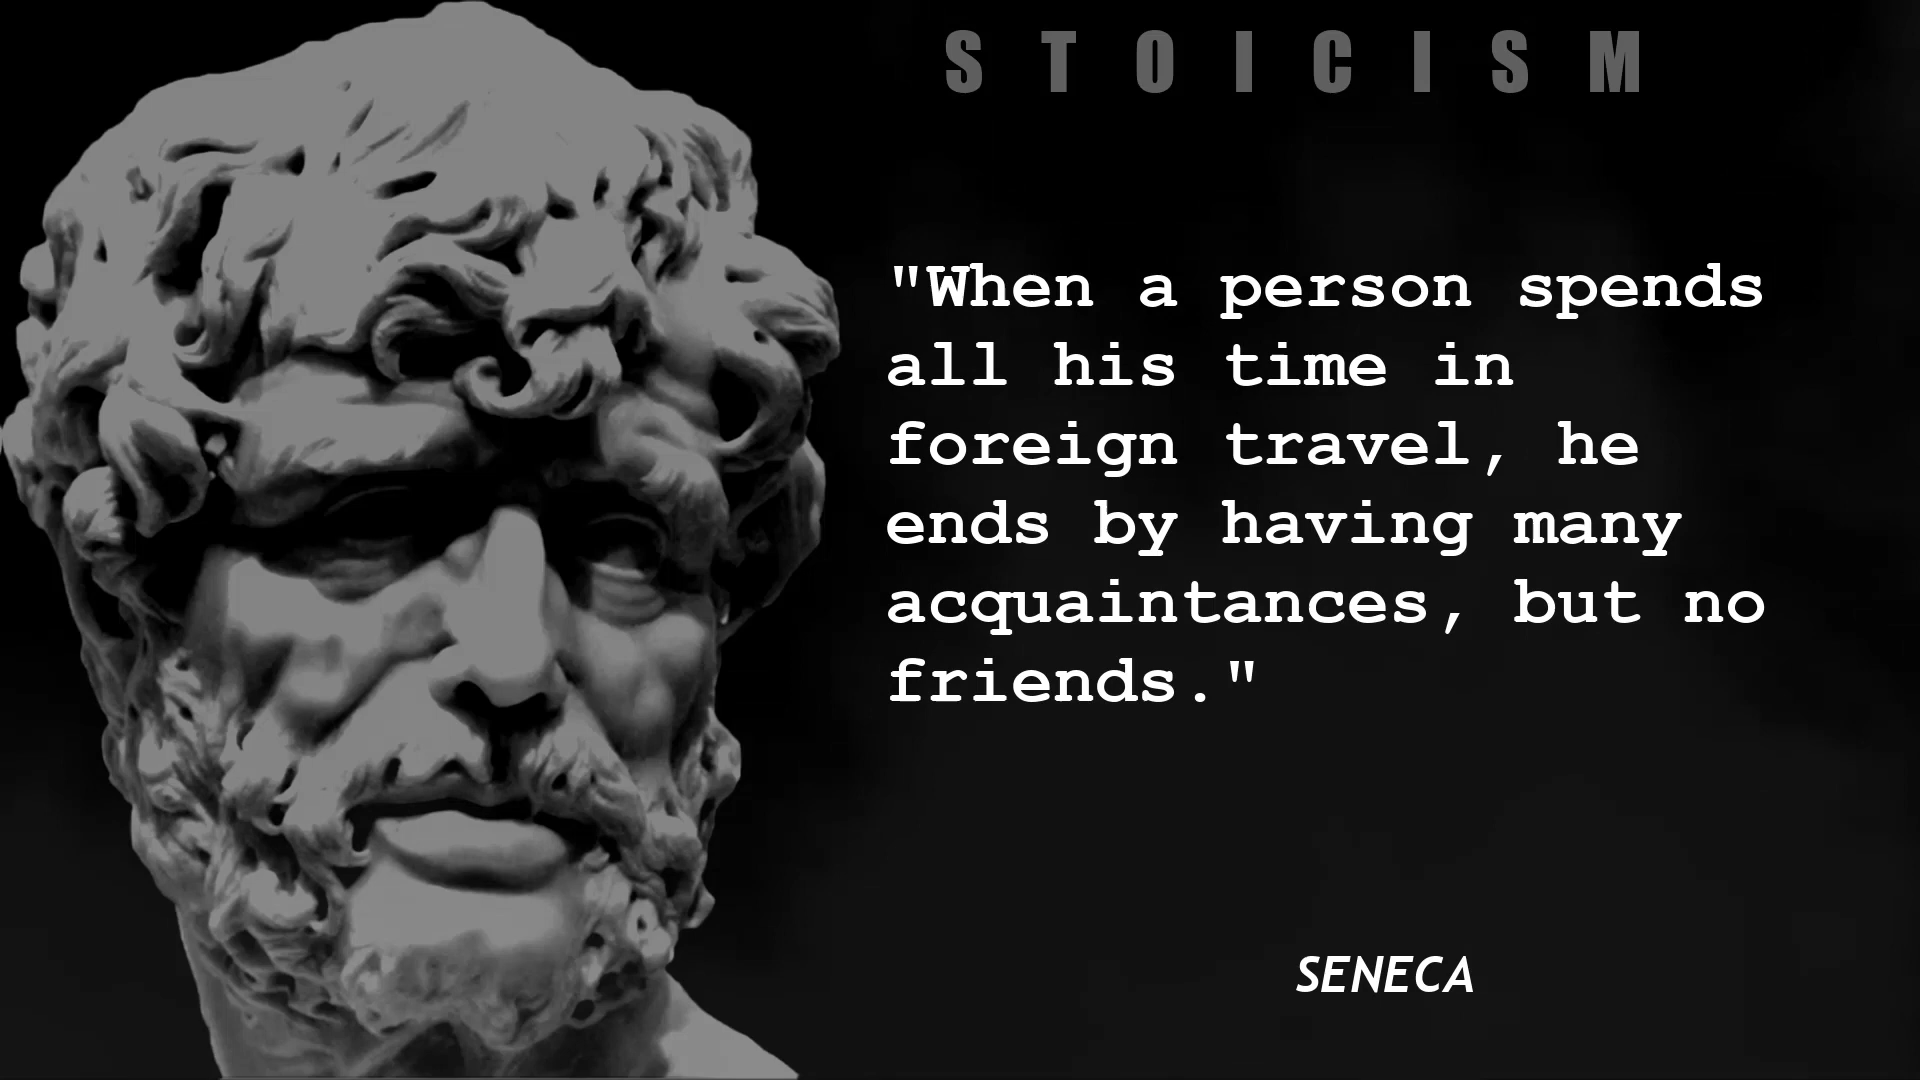 STOICISM
"When a person spends
all his time in
foreign travel, he
ends by having many
acquaintances, but no
friends."
SENECA